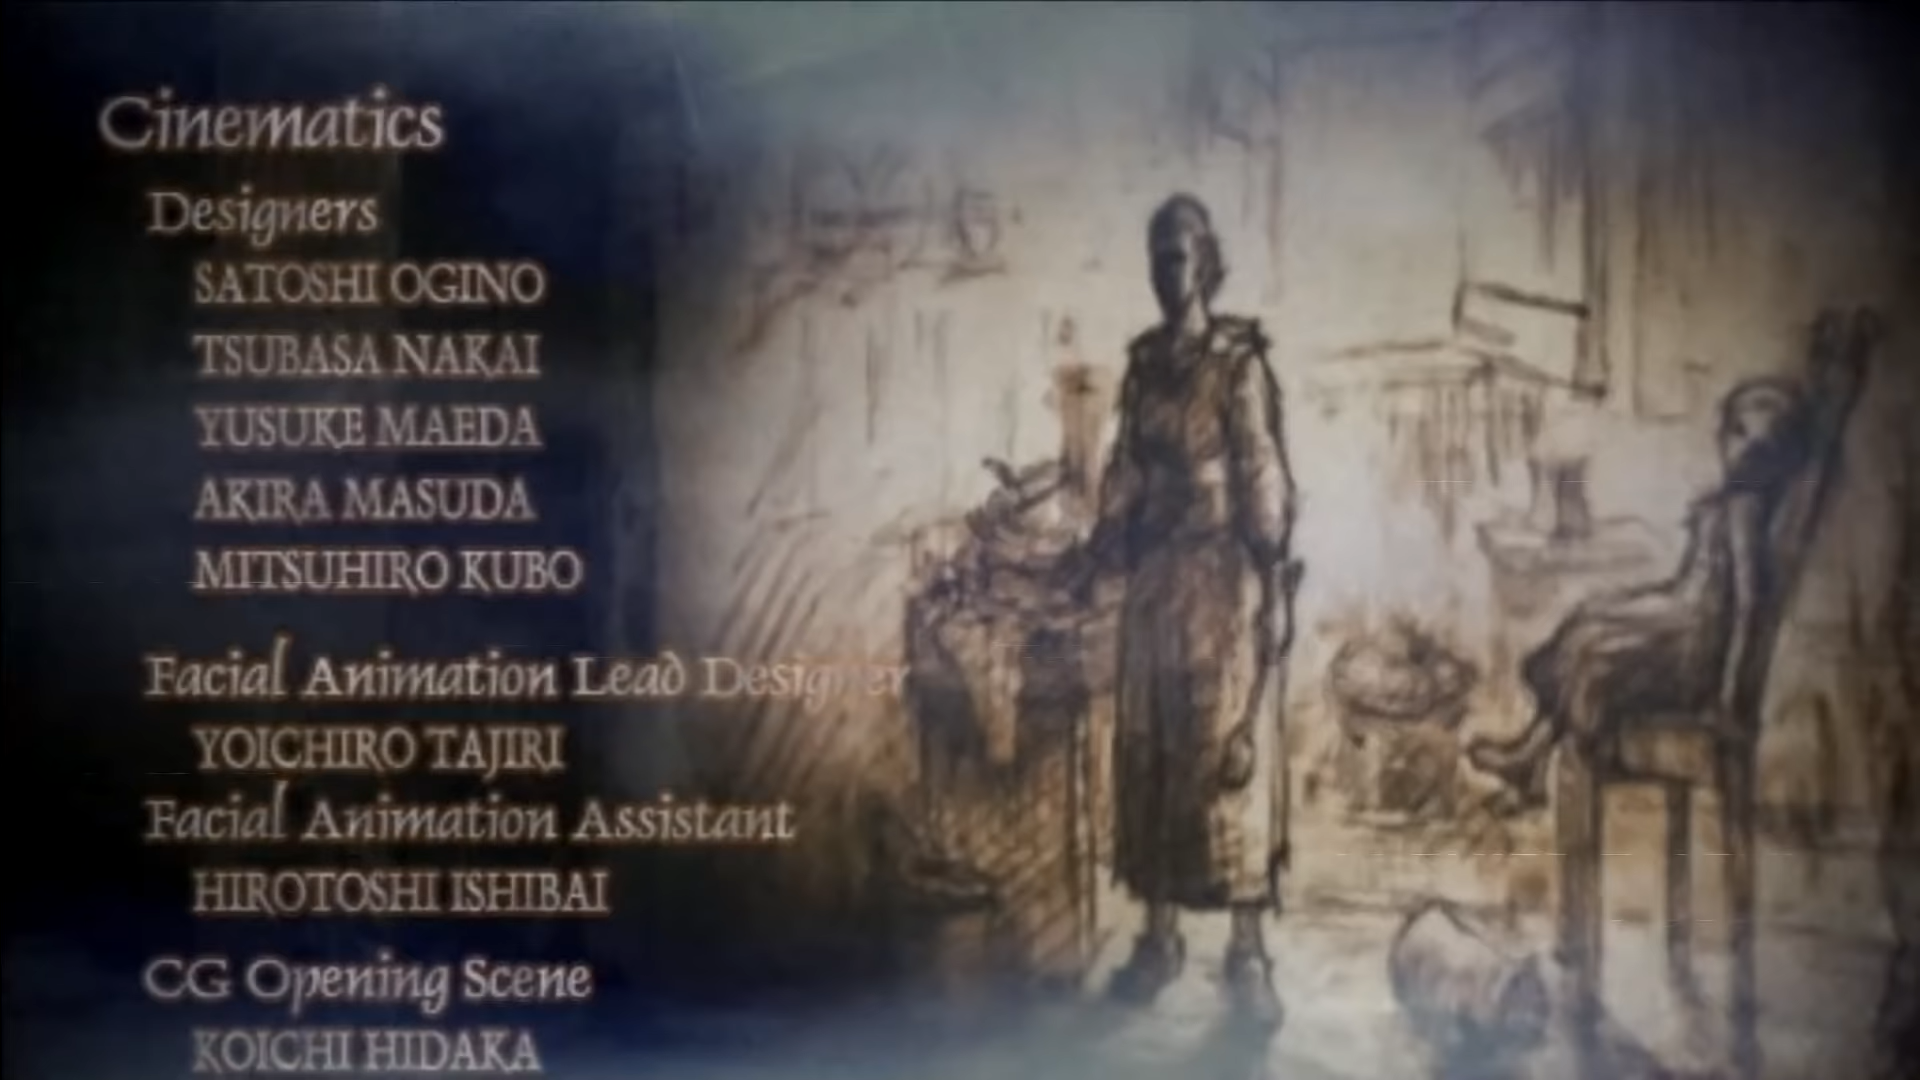 Cinematics
Designers
SATOSHI OGINO
TSUBASA NAKAI
YUSUKE MAEDA
AKIRA MASUDA
MITSUHIRO KUBO
Facial Animation Lead Designer
YOICHIRO TAJIRI
Facial Animation Assistant
HIROTOSHI ISHIBAI
CG Opening Scene
KOICHI HIDAKA